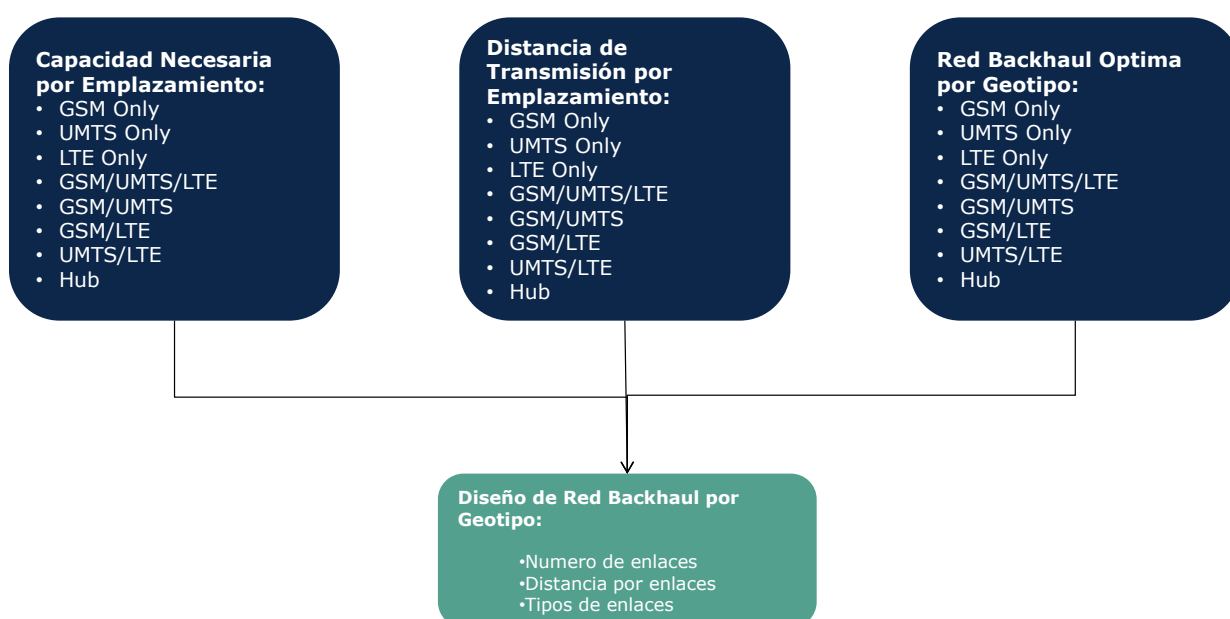 Capacidad Necesaria
por Emplazamiento:
• GSM Only
• UMTS Only
• LTE Only
• GSM/UMTS/LTE
• GSM/UMTS
• GSM/LTE
• UMTS/LTE
• Hub
Distancia de
Transmisión por
Emplazamiento:
• GSM Only
• UMTS Only
• LTE Only
• GSM/UMTS/LTE
• GSM/UMTS
• GSM/LTE
• UMTS/LTE
• Hub
Red Backhaul Optima
por Geotipo:
• GSM Only
• UMTS Only
• LTE Only
• GSM/UMTS/LTE
• GSM/UMTS
• GSM/LTE
• UMTS/LTE
• Hub
Diseño de Red Backhaul por
Geotipo:
•Numero de enlaces
•Distancia por enlaces
•Tipos de enlaces